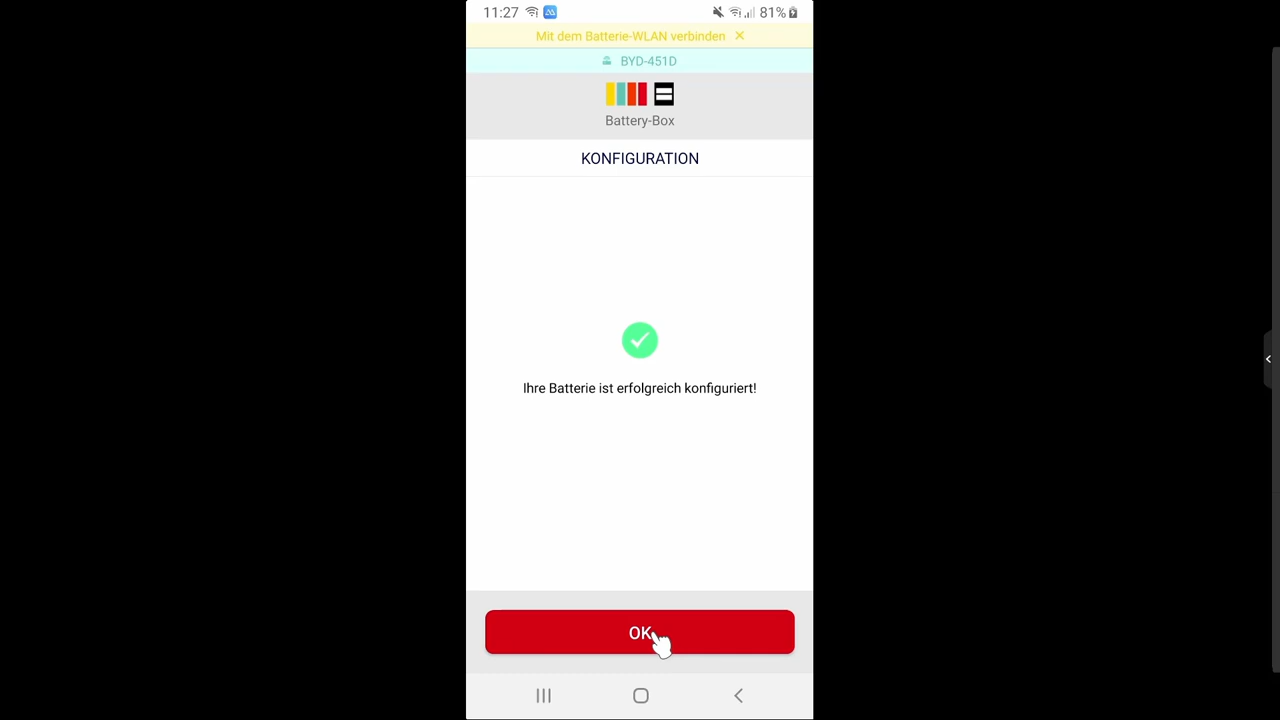 11:27 81%
Mit dem Batterie-WLAN verbinden
BYD-451D
Battery-Box
KONFIGURATION
Ihre Batterie ist erfolgreich konfiguriert!
OK